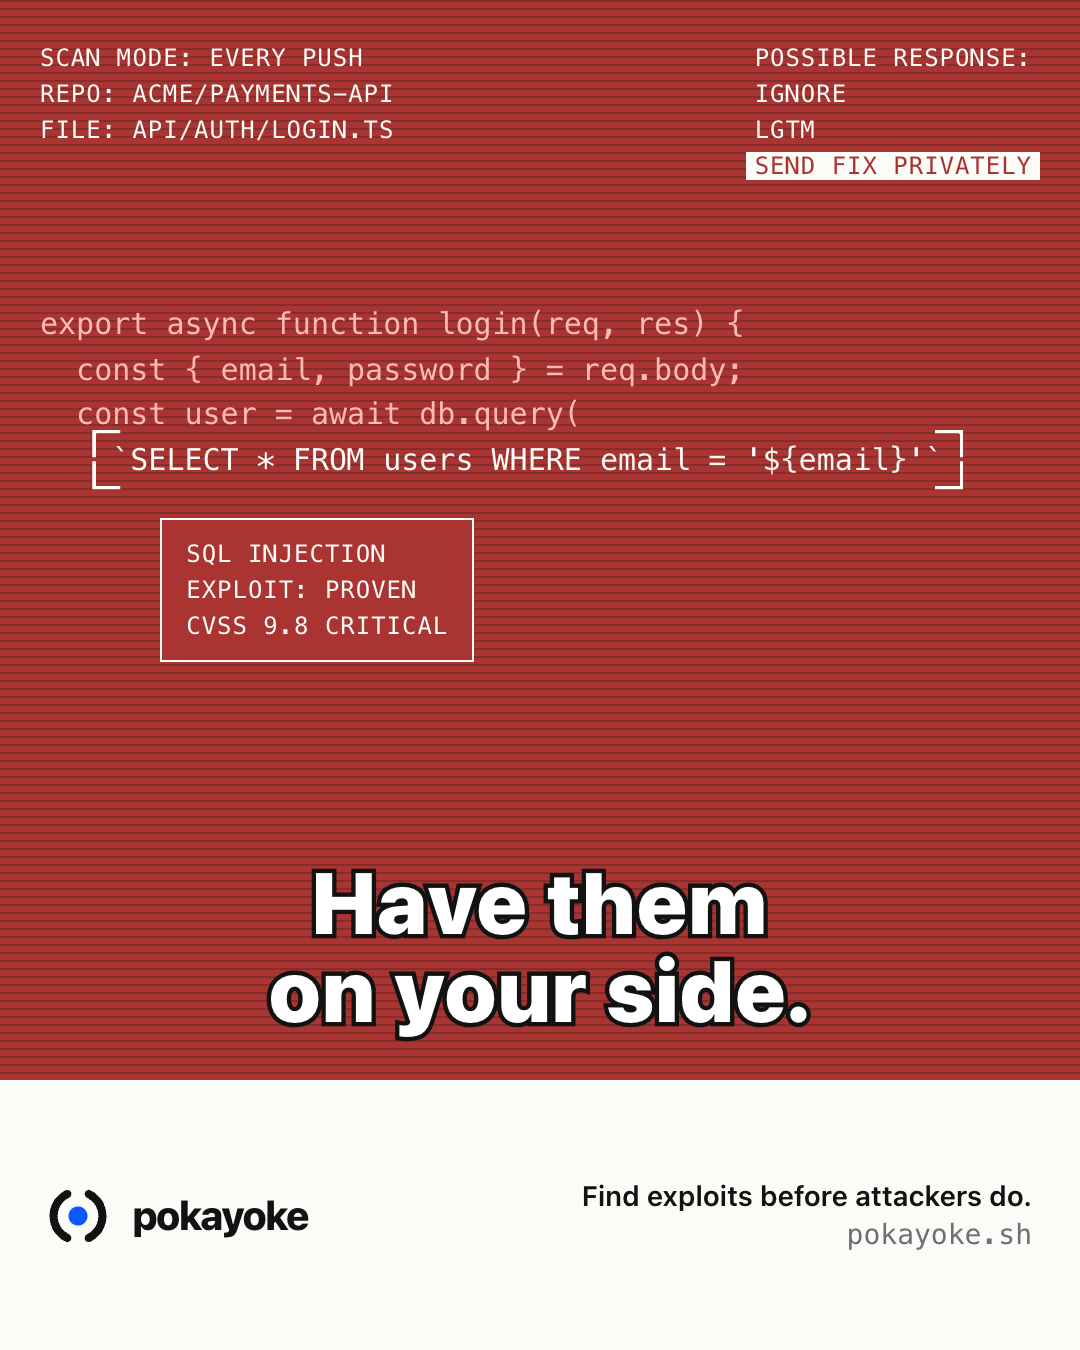 SCAN MODE: EVERY PUSH
REPO: ACME/PAYMENTS-API
FILE: API/AUTH/LOGIN.TS
POSSIBLE RESPONSE:
IGNORE
LGTM
SEND FIX PRIVATELY
export async function login(req, res) {
  const { email, password } = req.body;
  const user = await db.query(
    `SELECT * FROM users WHERE email = '${email}'`
SQL INJECTION
EXPLOIT: PROVEN
CVSS 9.8 CRITICAL
Have them
on your side.
pokayoke
Find exploits before attackers do.
pokayoke.sh